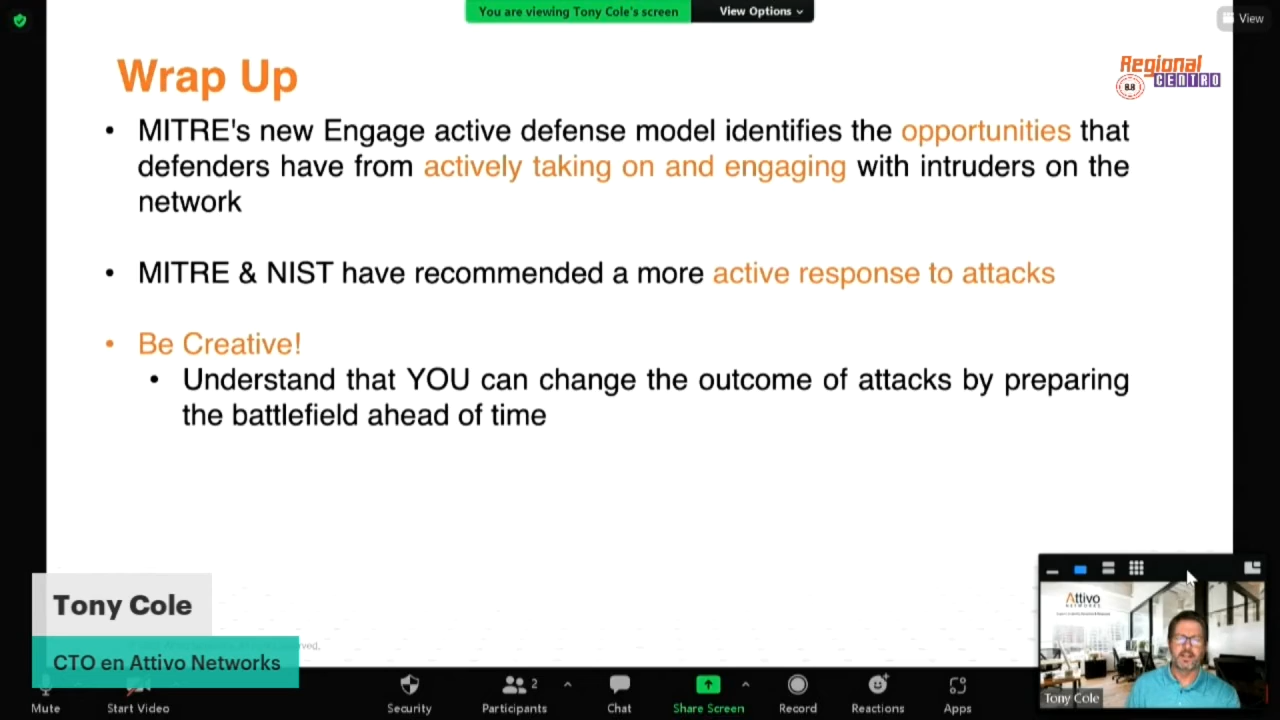 You are viewing Tony Cole's screen
View Options
View
Wrap Up
Regional
CENTRO
8.8
• MITRE's new Engage active defense model identifies the opportunities that
defenders have from actively taking on and engaging with intruders on the
network
• MITRE & NIST have recommended a more active response to attacks
• Be Creative!
• Understand that YOU can change the outcome of attacks by preparing
the battlefield ahead of time
Tony Cole
CTO en Attivo Networks
Attivo
NETWORKS
Tony Cole
Mute
Start Video
Security
Participants
2
Chat
Share Screen
Record
Reactions
Apps